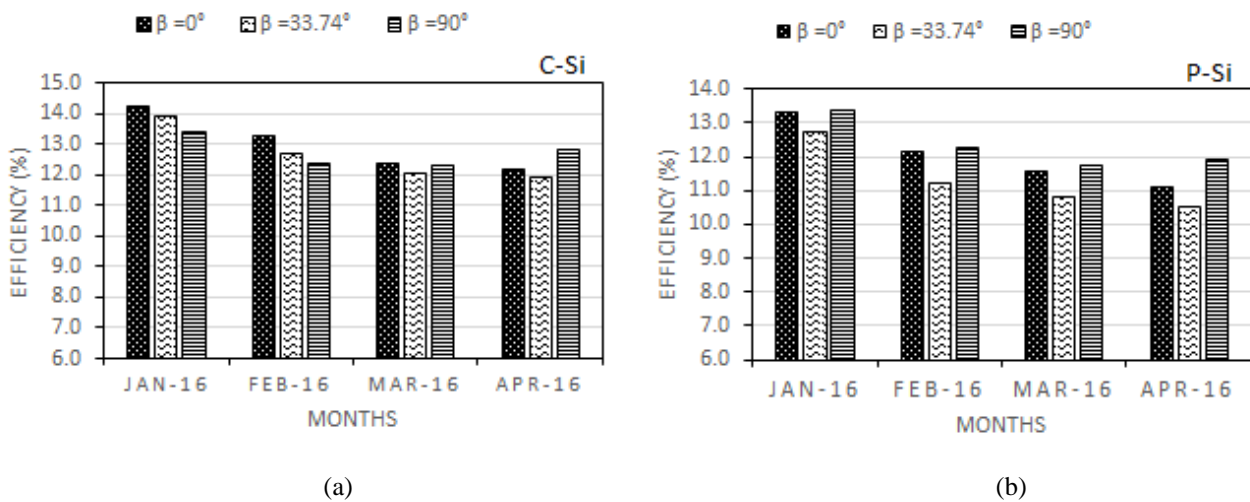 β =0° β =33.74° β =90°
C-Si
EFFICIENCY (%)
15.0
14.0
13.0
12.0
11.0
10.0
9.0
8.0
7.0
6.0
JAN-16 FEB-16 MAR-16 APR-16
MONTHS
(a)
β =0° β =33.74° β =90°
P-Si
EFFICIENCY (%)
14.0
13.0
12.0
11.0
10.0
9.0
8.0
7.0
6.0
JAN-16 FEB-16 MAR-16 APR-16
MONTHS
(b)